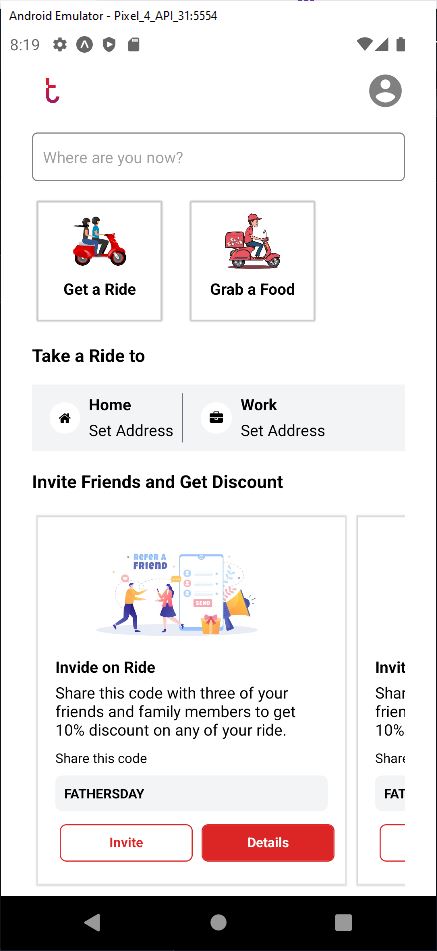 Android Emulator - Pixel_4_API_31:5554
8:19
t
Where are you now?
Get a Ride
Grab a Food
Take a Ride to
Home
Set Address
Work
Set Address
Invite Friends and Get Discount
REFER A
FRIEND
SEND
Invide on Ride
Share this code with three of your
friends and family members to get
10% discount on any of your ride.
Share this code
FATHERSDAY
Invite
Details
Invit
Shar
frien
10%
Share
FAT